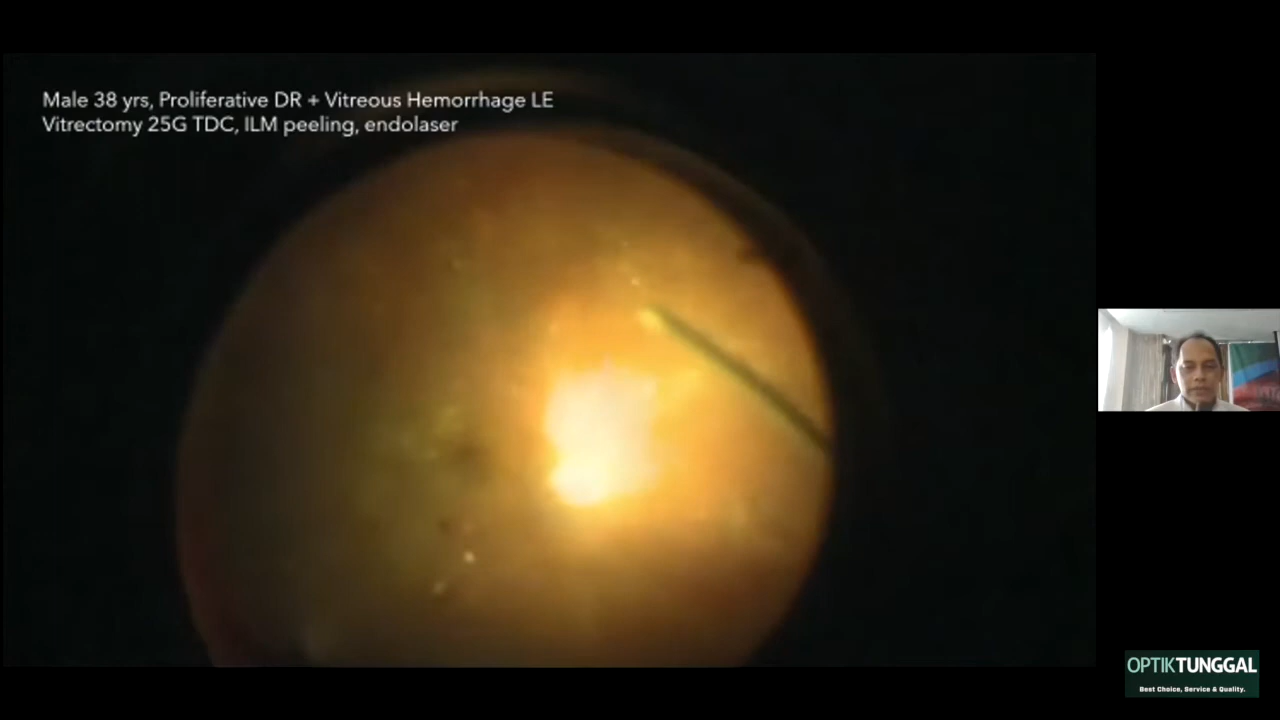 Male 38 yrs, Proliferative DR + Vitreous Hemorrhage LE
Vitrectomy 25G TDC, ILM peeling, endolaser
OPTIKTUNGGAL
Best Choice, Service & Quality.